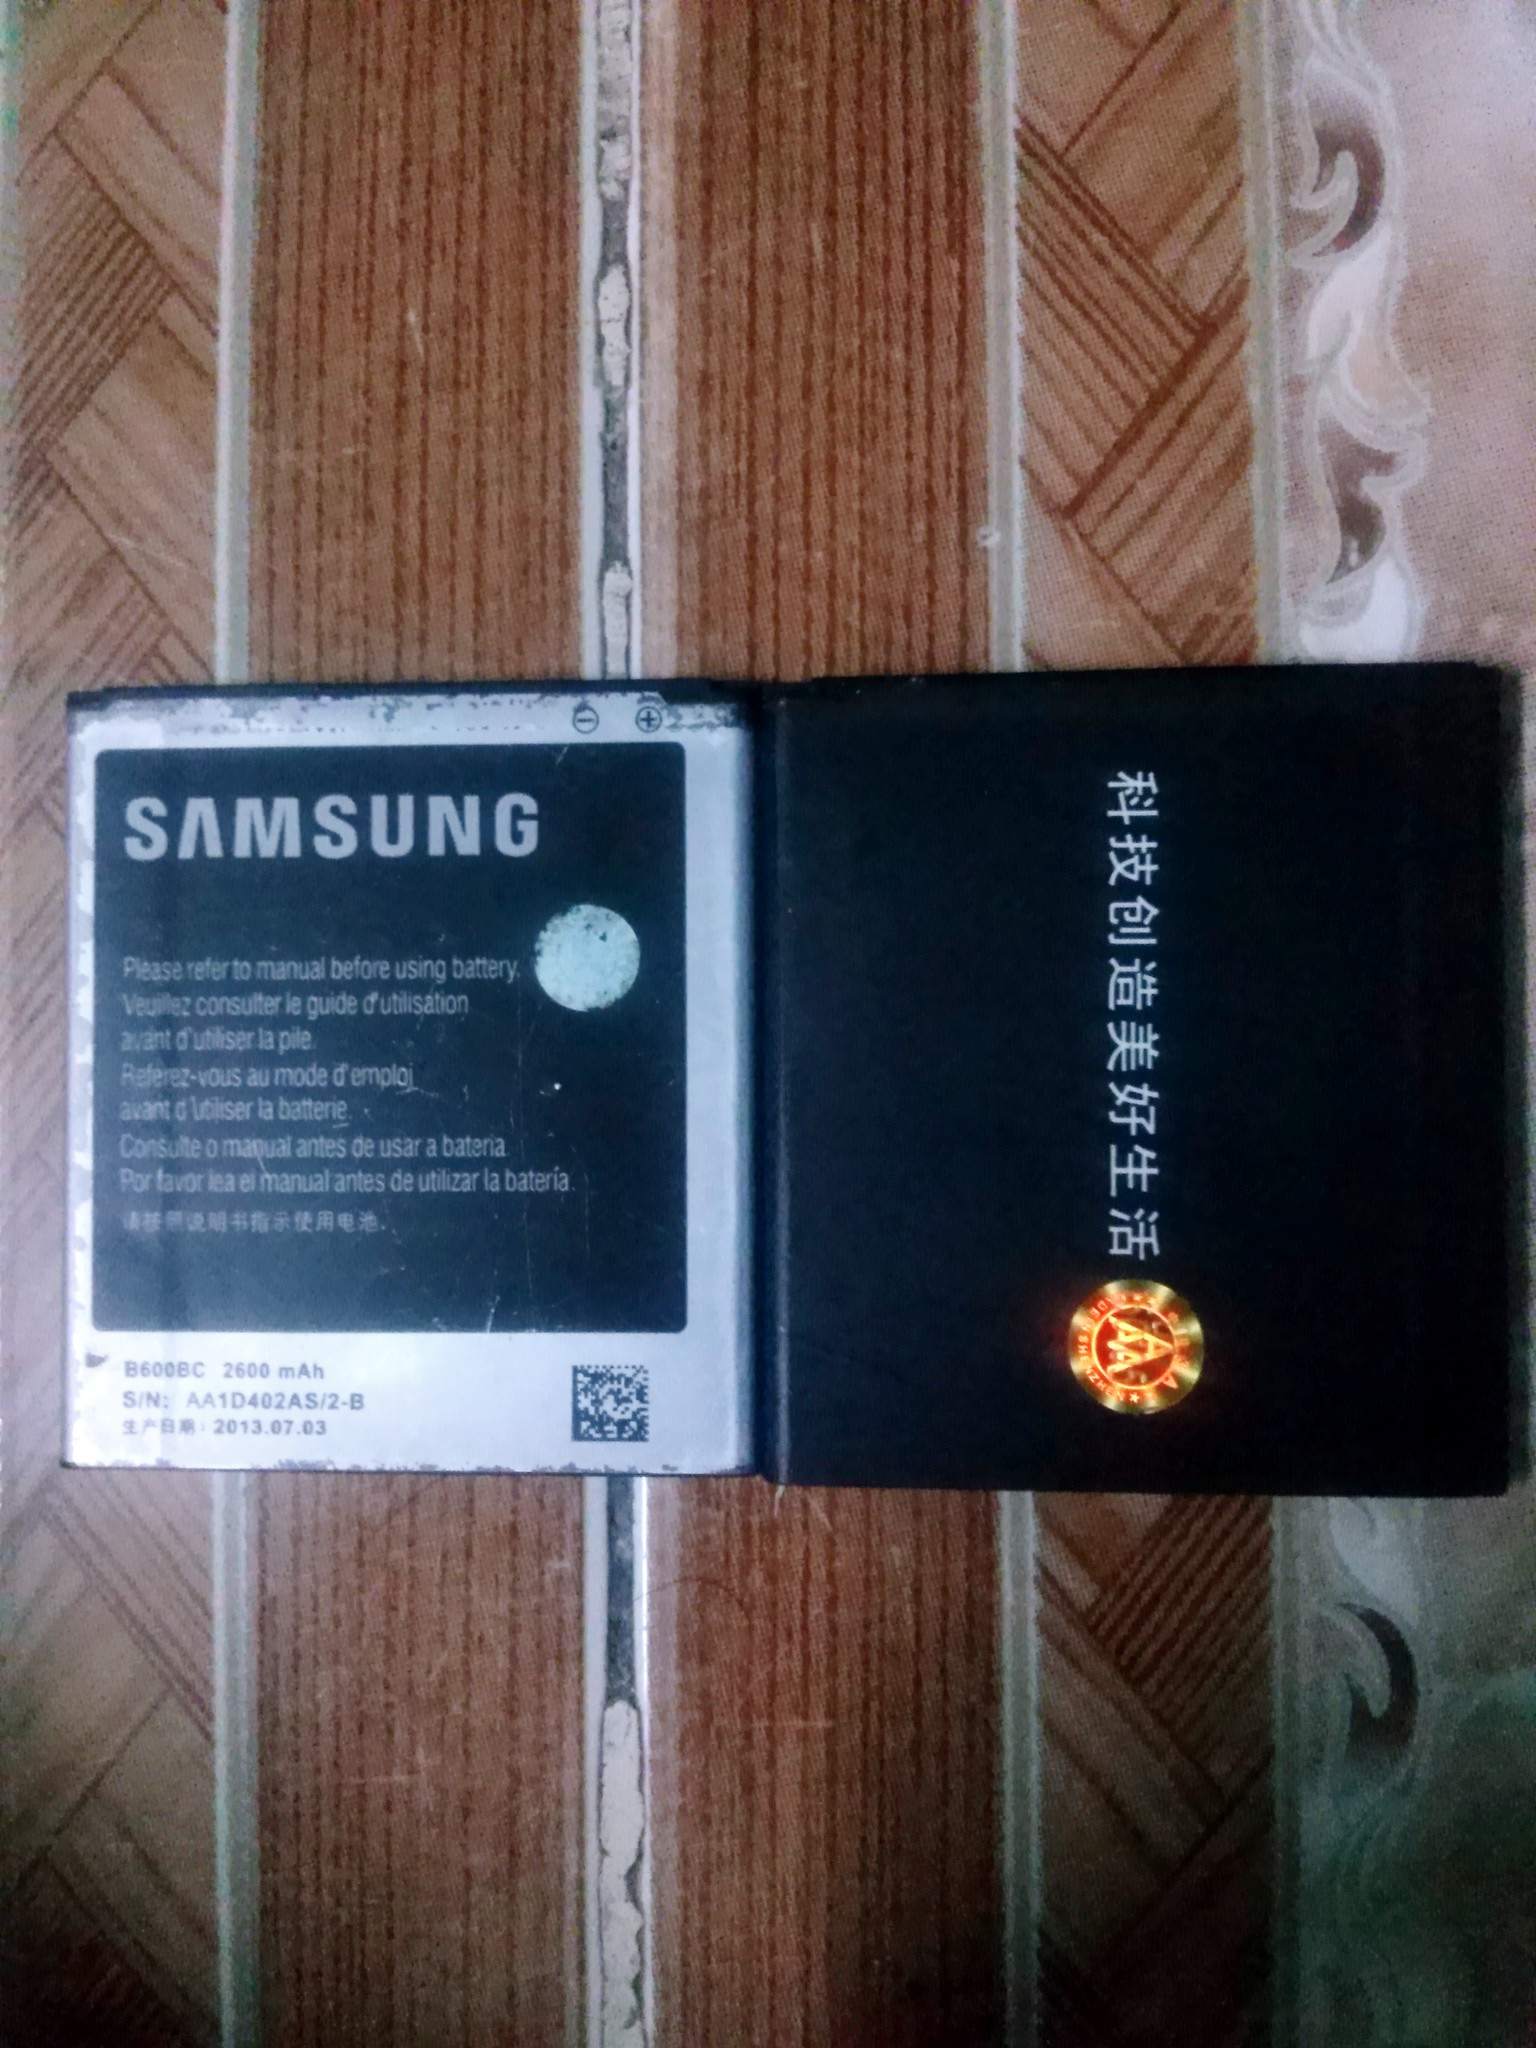 SAMSUNG
Please refer to manual before using battery.
Veuillez consulter le guide d'utilisation
avant d'utiliser la pile.
Référez-vous au mode d'emploi
avant d'utiliser la batterie.
Consulte o manual antes de usar a bateria
Por favor lea el manual antes de utilizar la batería.
请按照说明书指示使用电池.
B600BC 2600 mAh
S/N: AA1D402AS/2-B
生产日期: 2013.07.03
科技创造美好生活
AAA